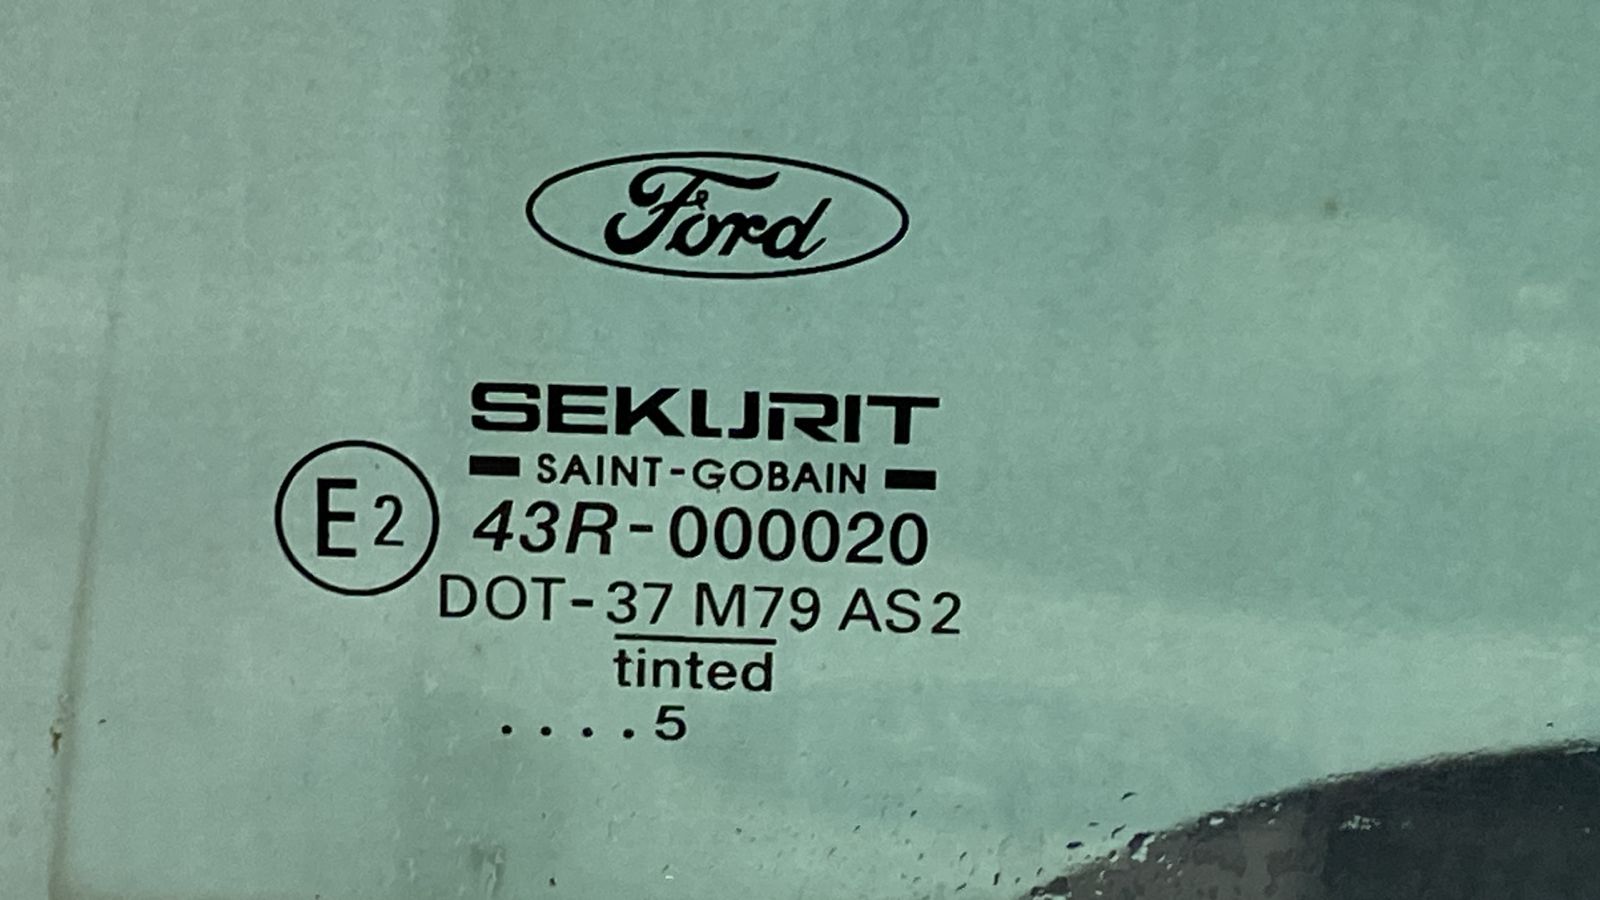 Ford
SEKURIT
SAINT-GOBAIN
E2
43R-000020
DOT-37 M79 AS2
tinted
. . . . 5